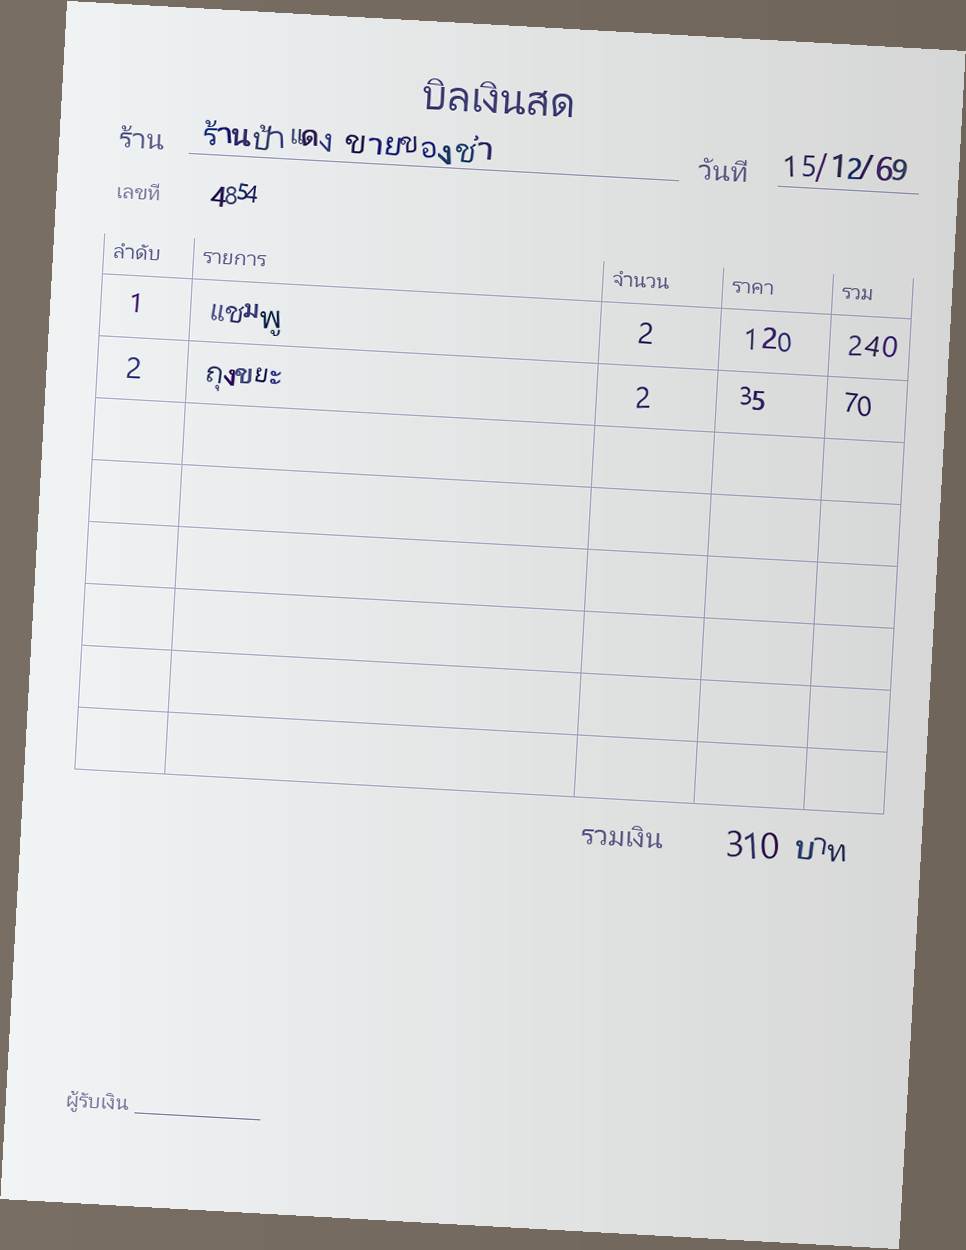 บิลเงินสด
ร้าน ร้านป้าแดง ขายของชำ วันที่ 15/12/69
เลขที่ 4854
ลำดับ รายการ จำนวน ราคา รวม
1 แชมพู 2 120 240
2 ถุงขยะ 2 35 70
รวมเงิน 310 บาท
ผู้รับเงิน